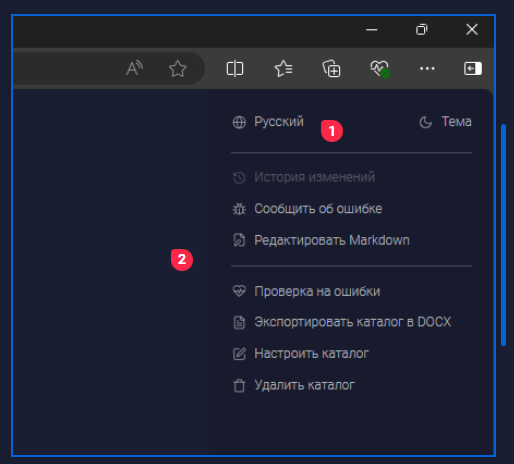 Русский
1
Тема
История изменений
Сообщить об ошибке
Редактировать Markdown
2
Проверка на ошибки
Экспортировать каталог в DOCX
Настроить каталог
Удалить каталог